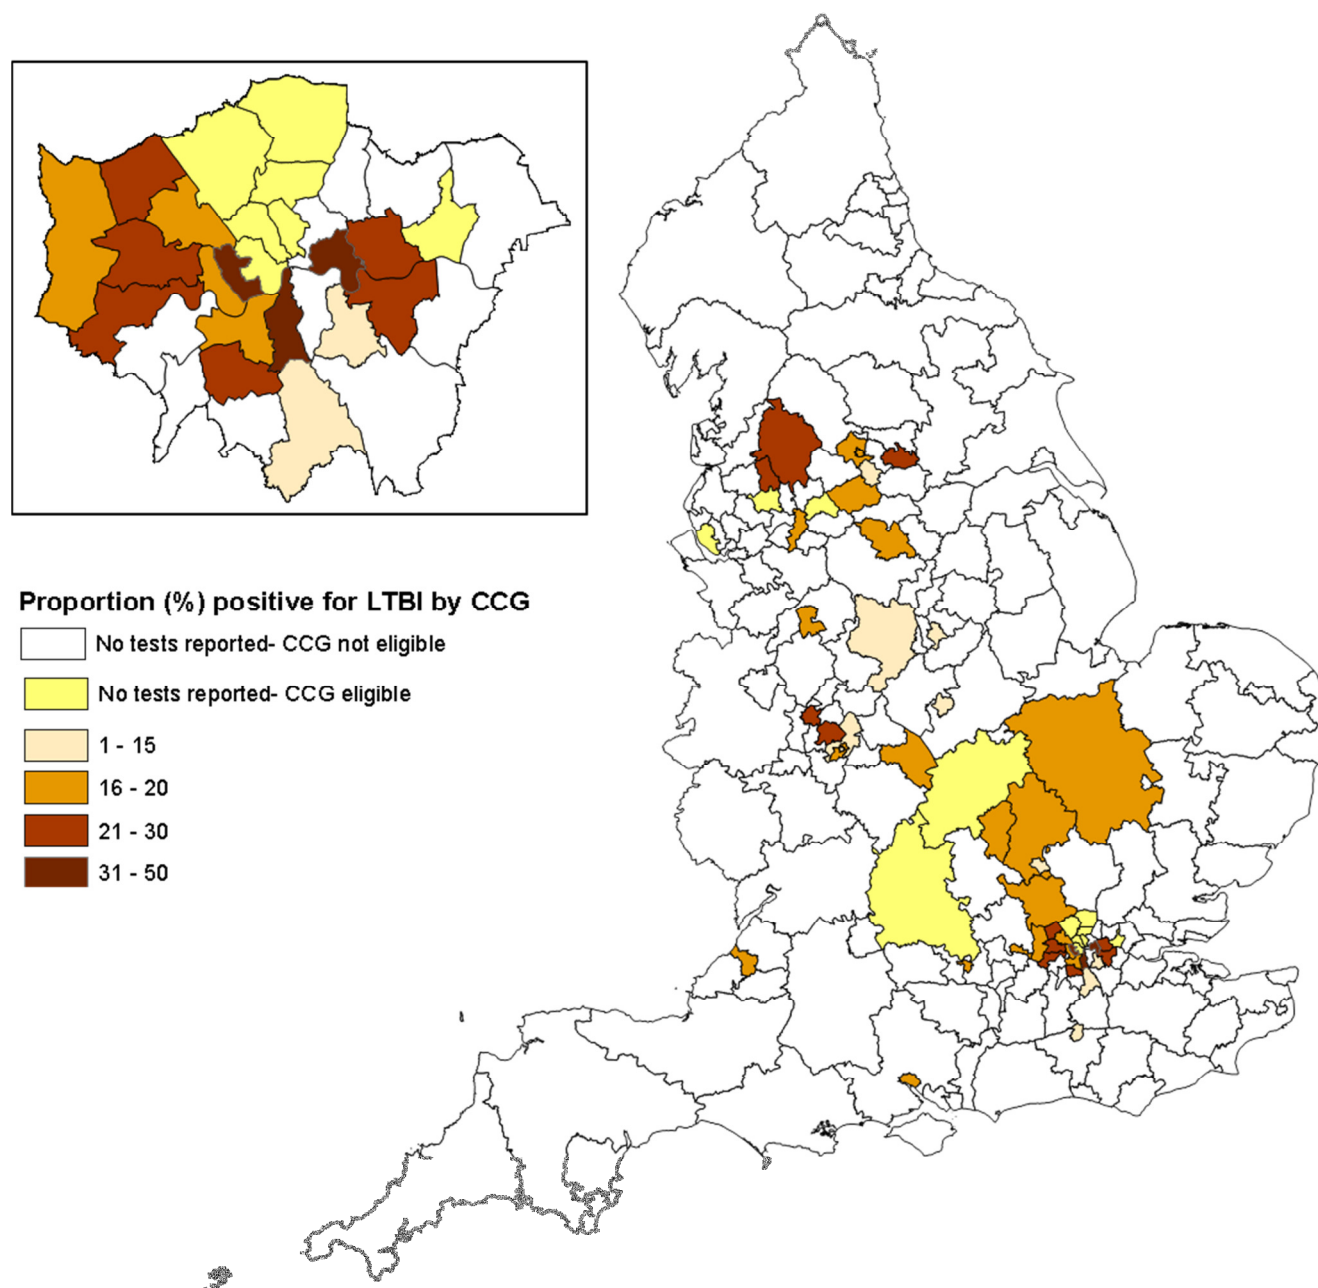 Proportion (%) positive for LTBI by CCG
No tests reported- CCG not eligible
No tests reported- CCG eligible
1 - 15
16 - 20
21 - 30
31 - 50